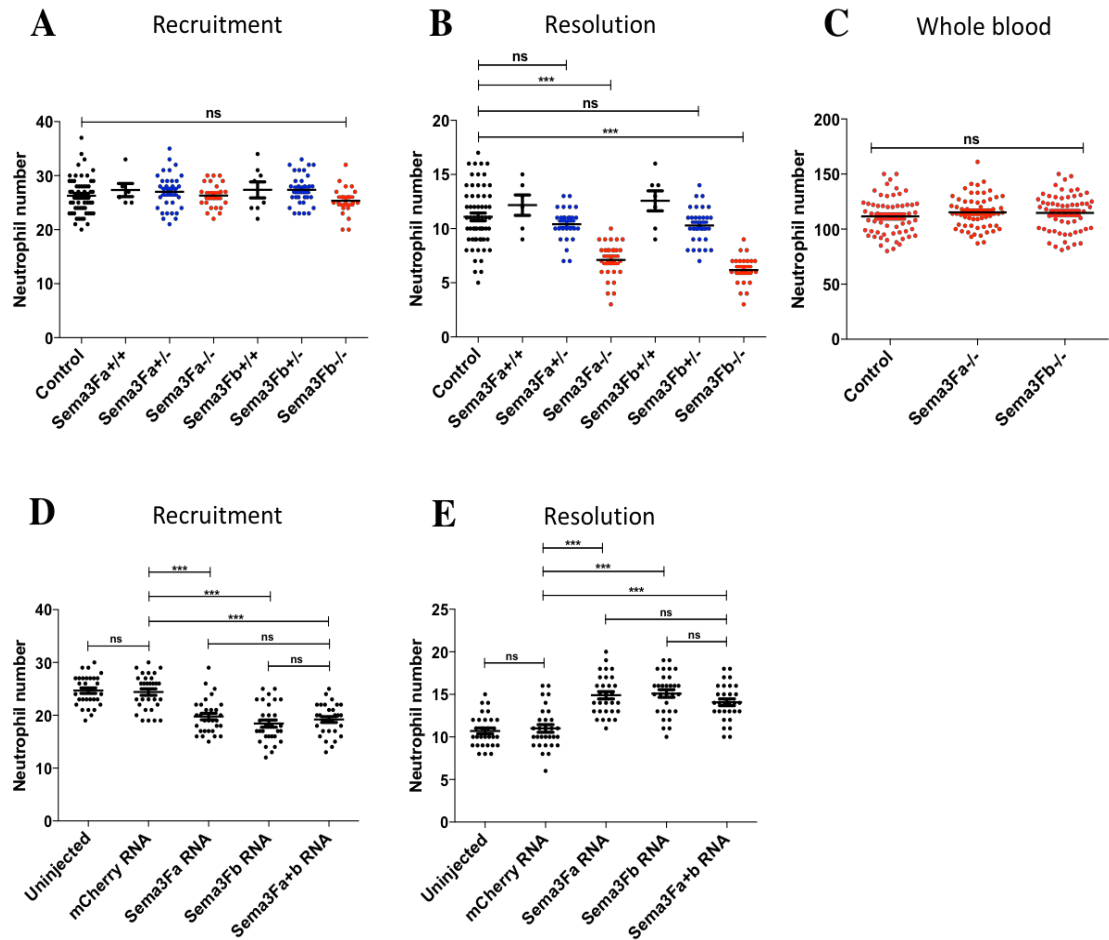 A
Recruitment
ns
Neutrophil number
40
30
20
10
0
Control
Sema3Fa+/+
Sema3Fa+/-
Sema3Fa-/-
Sema3Fb+/+
Sema3Fb+/-
Sema3Fb-/-
B
Resolution
ns
***
ns
***
Neutrophil number
20
15
10
5
0
Control
Sema3Fa+/+
Sema3Fa+/-
Sema3Fa-/-
Sema3Fb+/+
Sema3Fb+/-
Sema3Fb-/-
C
Whole blood
ns
Neutrophil number
200
150
100
50
0
Control
Sema3Fa-/-
Sema3Fb-/-
D
Recruitment
***
***
***
ns
ns
ns
Neutrophil number
40
30
20
10
0
Uninjected
mCherry RNA
Sema3Fa RNA
Sema3Fb RNA
Sema3Fa+b RNA
E
Resolution
***
***
***
ns
ns
ns
Neutrophil number
25
20
15
10
5
0
Uninjected
mCherry RNA
Sema3Fa RNA
Sema3Fb RNA
Sema3Fa+b RNA